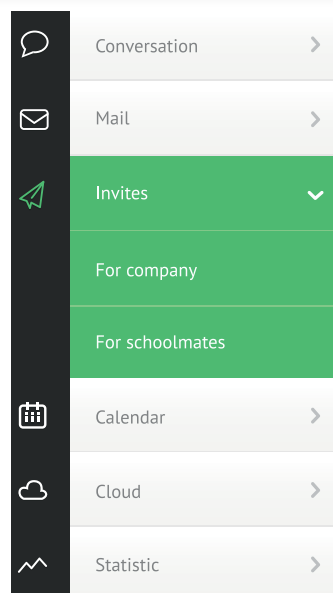 Conversation
Mail
Invites
For company
For schoolmates
Calendar
Cloud
Statistic